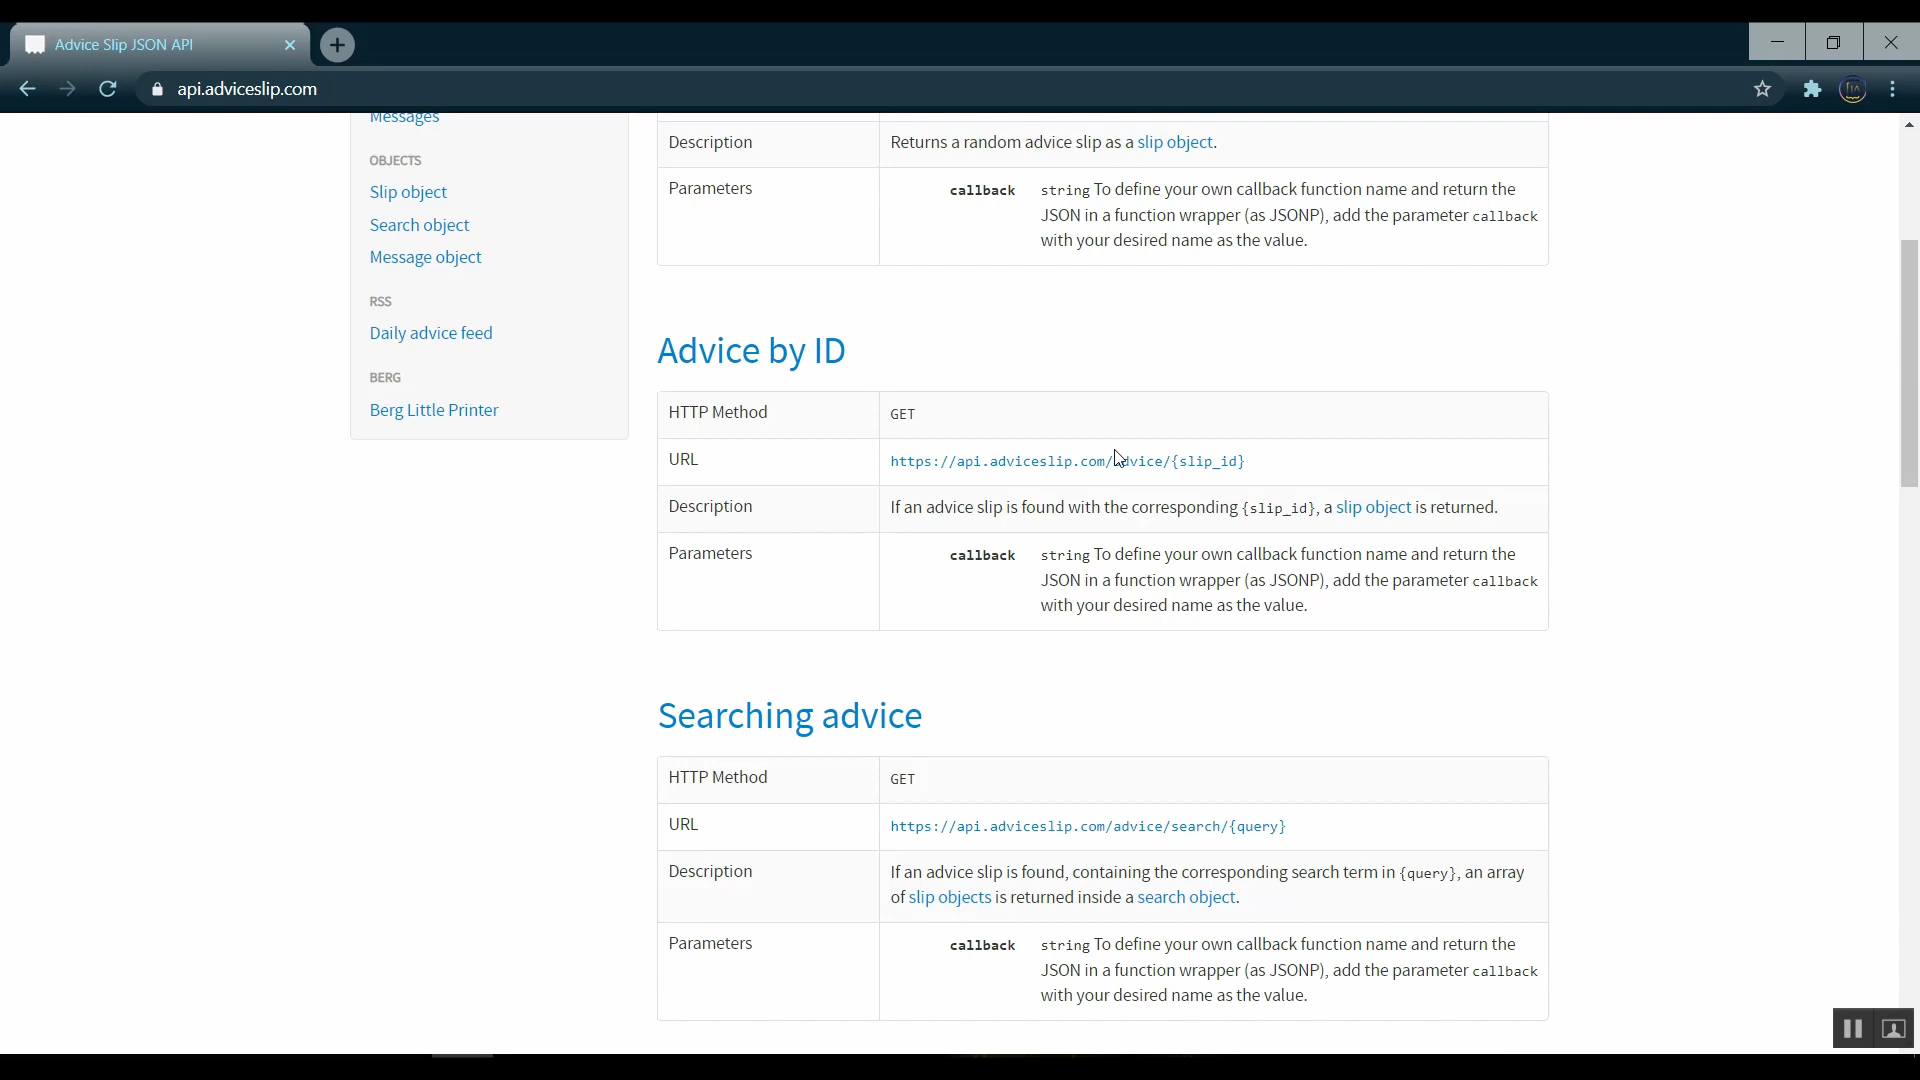 Advice Slip JSON API
api.adviceslip.com
Messages
OBJECTS
Slip object
Search object
Message object
RSS
Daily advice feed
BERG
Berg Little Printer
Description
Returns a random advice slip as a slip object.
Parameters
callback
string To define your own callback function name and return the
JSON in a function wrapper (as JSONP), add the parameter callback
with your desired name as the value.
Advice by ID
HTTP Method
GET
URL
https://api.adviceslip.com/advice/{slip_id}
Description
If an advice slip is found with the corresponding {slip_id}, a slip object is returned.
Parameters
callback
string To define your own callback function name and return the
JSON in a function wrapper (as JSONP), add the parameter callback
with your desired name as the value.
Searching advice
HTTP Method
GET
URL
https://api.adviceslip.com/advice/search/{query}
Description
If an advice slip is found, containing the corresponding search term in {query}, an array
of slip objects is returned inside a search object.
Parameters
callback
string To define your own callback function name and return the
JSON in a function wrapper (as JSONP), add the parameter callback
with your desired name as the value.